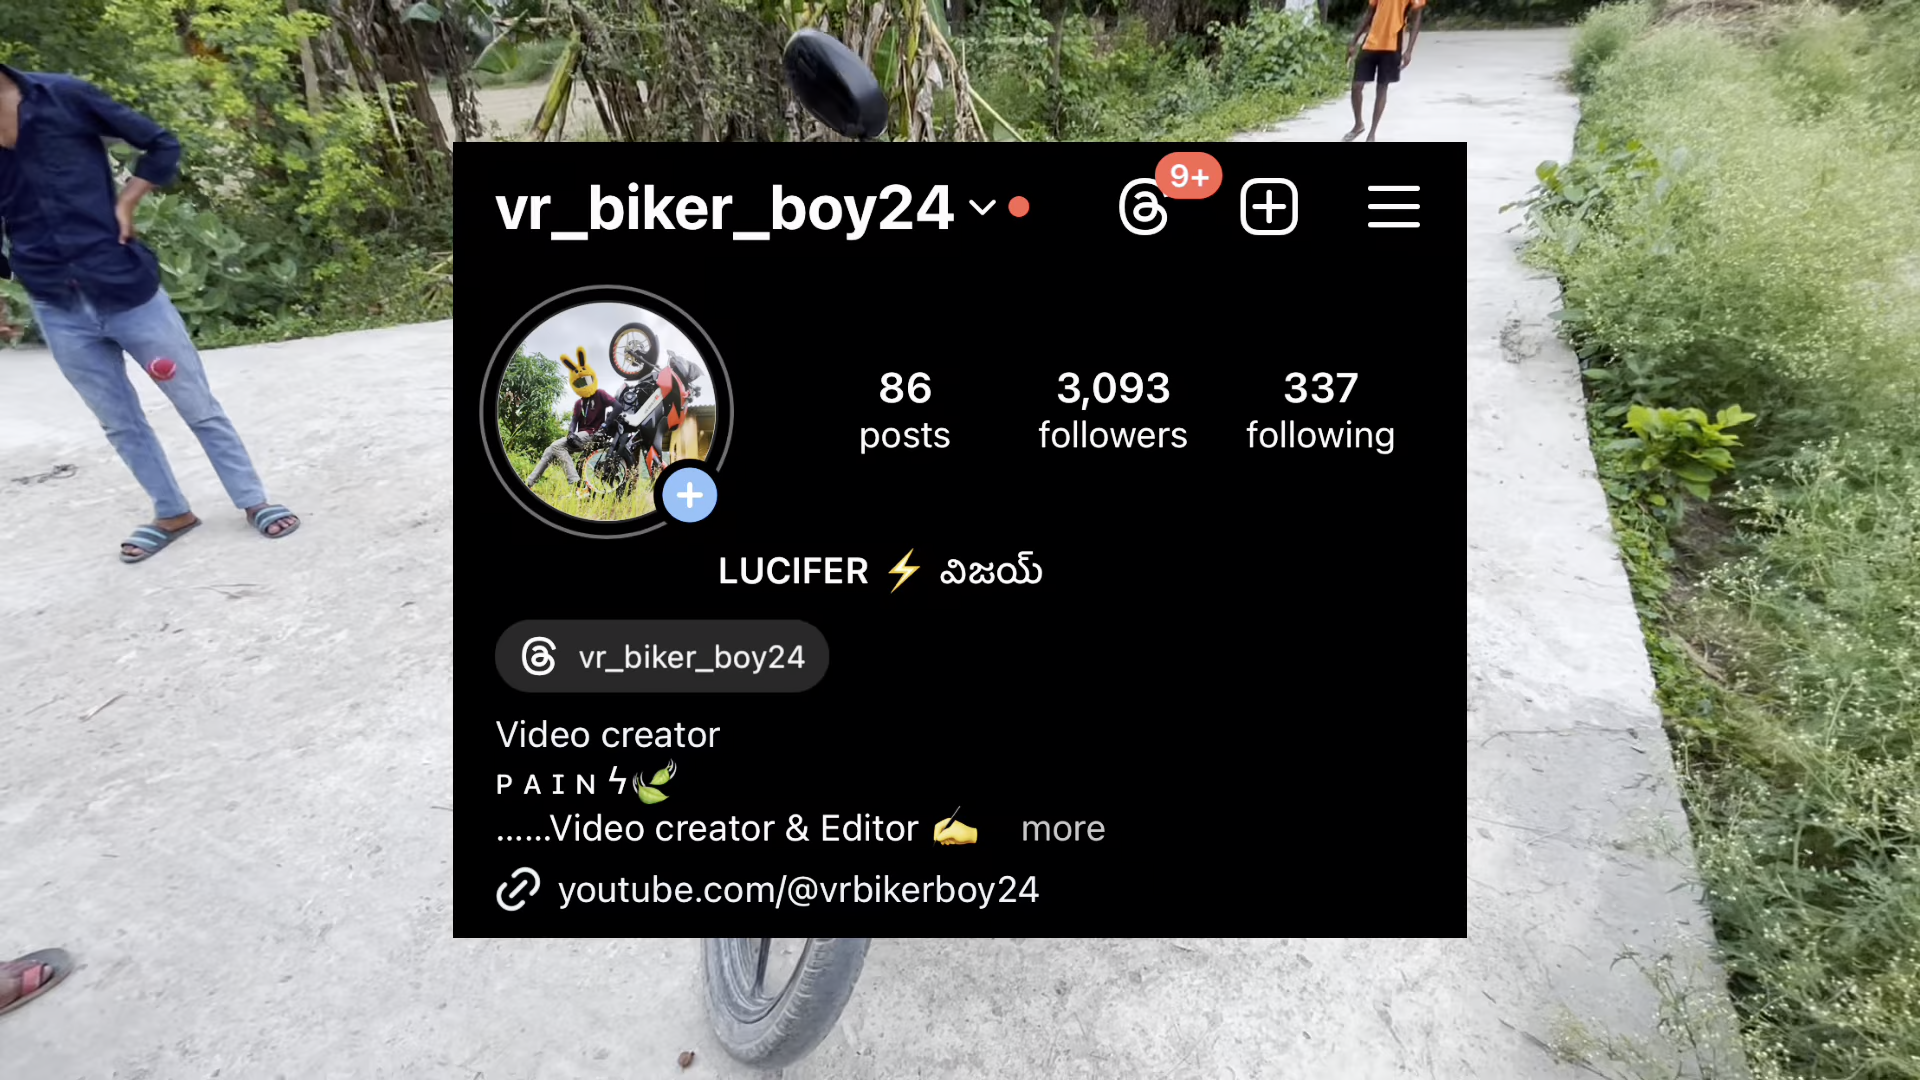 vr_biker_boy24
9+
86 3,093 337
posts followers following
LUCIFER ⚡ విజయ్
vr_biker_boy24
Video creator
ᴘ ᴀ ɪ ɴ ϟ🍃
......Video creator & Editor ✍️ more
youtube.com/@vrbikerboy24